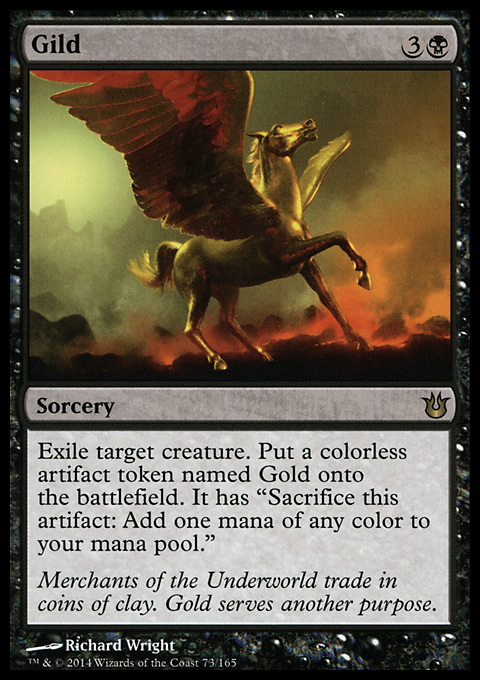 Gild 3
Sorcery
Exile target creature. Put a colorless
artifact token named Gold onto
the battlefield. It has “Sacrifice this
artifact: Add one mana of any color to
your mana pool.”
Merchants of the Underworld trade in
coins of clay. Gold serves another purpose.
Richard Wright
™ & © 2014 Wizards of the Coast 73/165